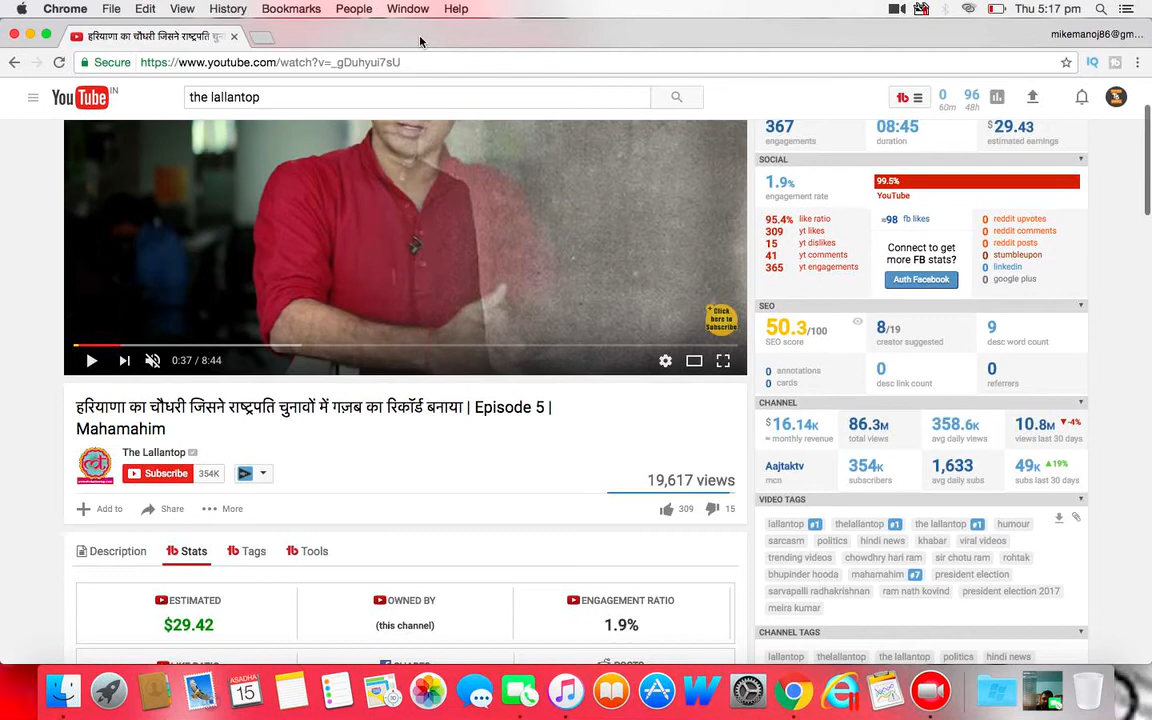 Chrome File Edit View History Bookmarks People Window Help Thu 5:17 pm
हरियाणा का चौधरी जिसने राष्ट्रपति चुन mikemanoj86@gm...
Secure https://www.youtube.com/watch?v=_gDuhyui7sU IQ
YouTube IN the lallantop tb 0 60m 96 48h
367 engagements
08:45 duration
$29.43 estimated earnings
SOCIAL
1.9% engagement rate
99.5%
YouTube
95.4% like ratio
309 yt likes
15 yt dislikes
41 yt comments
365 yt engagements
≈98 fb likes
Connect to get
more FB stats?
Auth Facebook
0 reddit upvotes
0 reddit comments
0 reddit posts
0 stumbleupon
0 linkedin
0 google plus
SEO
50.3/100 SEO score
8/19 creator suggested
9 desc word count
0 annotations
0 cards
0 desc link count
0 referrers
CHANNEL
$16.14K ≈ monthly revenue
86.3M total views
358.6K avg daily views
10.8M ▼-4% views last 30 days
Aajtaktv mcn
354K subscribers
1,633 avg daily subs
49K ▲19% subs last 30 days
VIDEO TAGS
lallantop #1 thelallantop #1 the lallantop #1 humour
sarcasm politics hindi news khabar viral videos
trending videos chowdhry hari ram sir chotu ram rohtak
bhupinder hooda mahamahim #7 president election
sarvapalli radhakrishnan ram nath kovind president election 2017
meira kumar
CHANNEL TAGS
lallantop thelallantop the lallantop politics hindi news
Click
here to
Subscribe
0:37 / 8:44
हरियाणा का चौधरी जिसने राष्ट्रपति चुनावों में गज़ब का रिकॉर्ड बनाया | Episode 5 |
Mahamahim
The Lallantop
Subscribe 354K
19,617 views
Add to Share More 309 15
Description tb Stats tb Tags tb Tools
ESTIMATED
$29.42
OWNED BY
(this channel)
ENGAGEMENT RATIO
1.9%
ASADHA
15